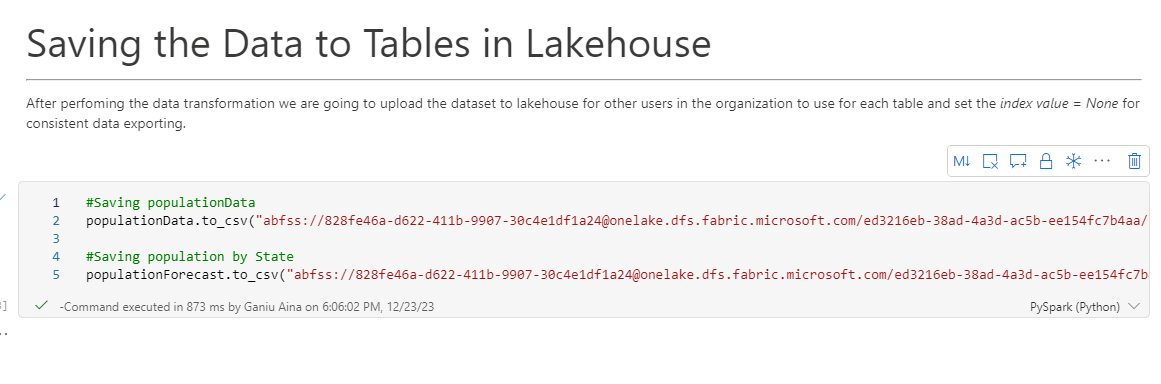 Saving the Data to Tables in Lakehouse
After perfoming the data transformation we are going to upload the dataset to lakehouse for other users in the organization to use for each table and set the index value = None for
consistent data exporting.
M↓
1 #Saving populationData
2 populationData.to_csv("abfss://828fe46a-d622-411b-9907-30c4e1df1a24@onelake.dfs.fabric.microsoft.com/ed3216eb-38ad-4a3d-ac5b-ee154fc7b4aa/
3
4 #Saving population by State
5 populationForecast.to_csv("abfss://828fe46a-d622-411b-9907-30c4e1df1a24@onelake.dfs.fabric.microsoft.com/ed3216eb-38ad-4a3d-ac5b-ee154fc7b
-Command executed in 873 ms by Ganiu Aina on 6:06:02 PM, 12/23/23
PySpark (Python)